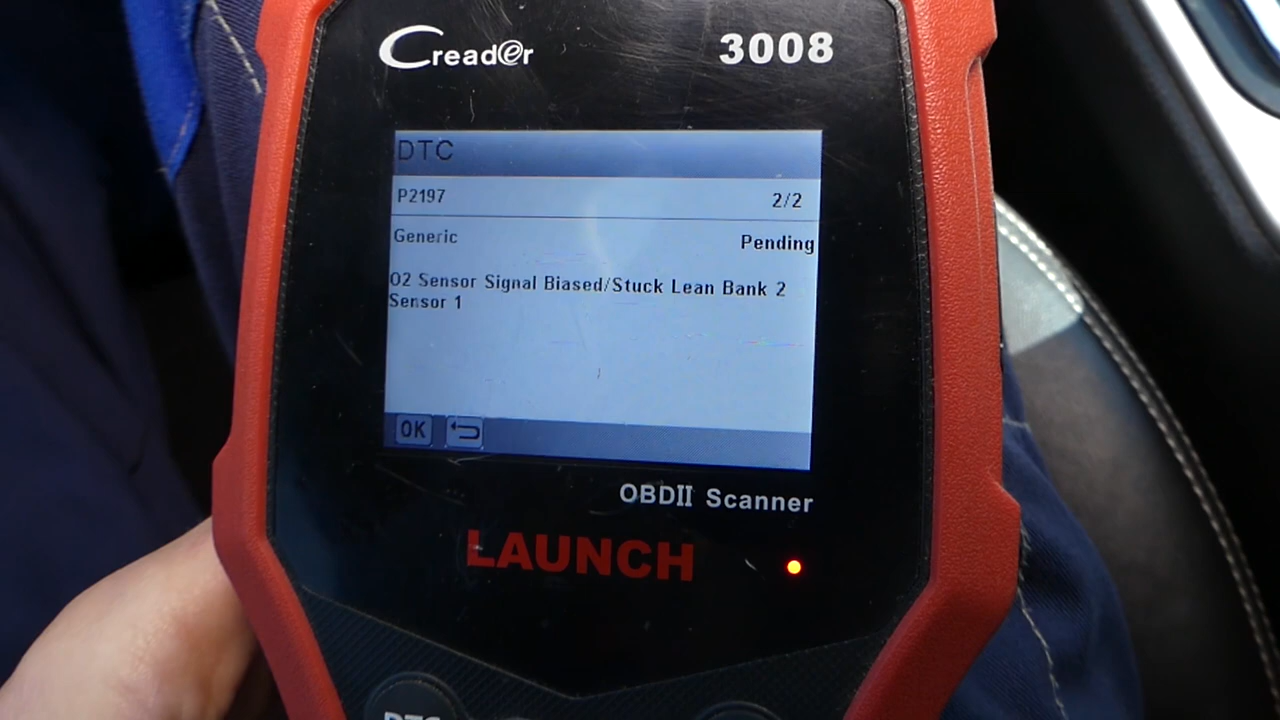 Creader
3008
DTC
P2197 2/2
Generic Pending
O2 Sensor Signal Biased/Stuck Lean Bank 2
Sensor 1
OK
OBDII Scanner
LAUNCH
DTC